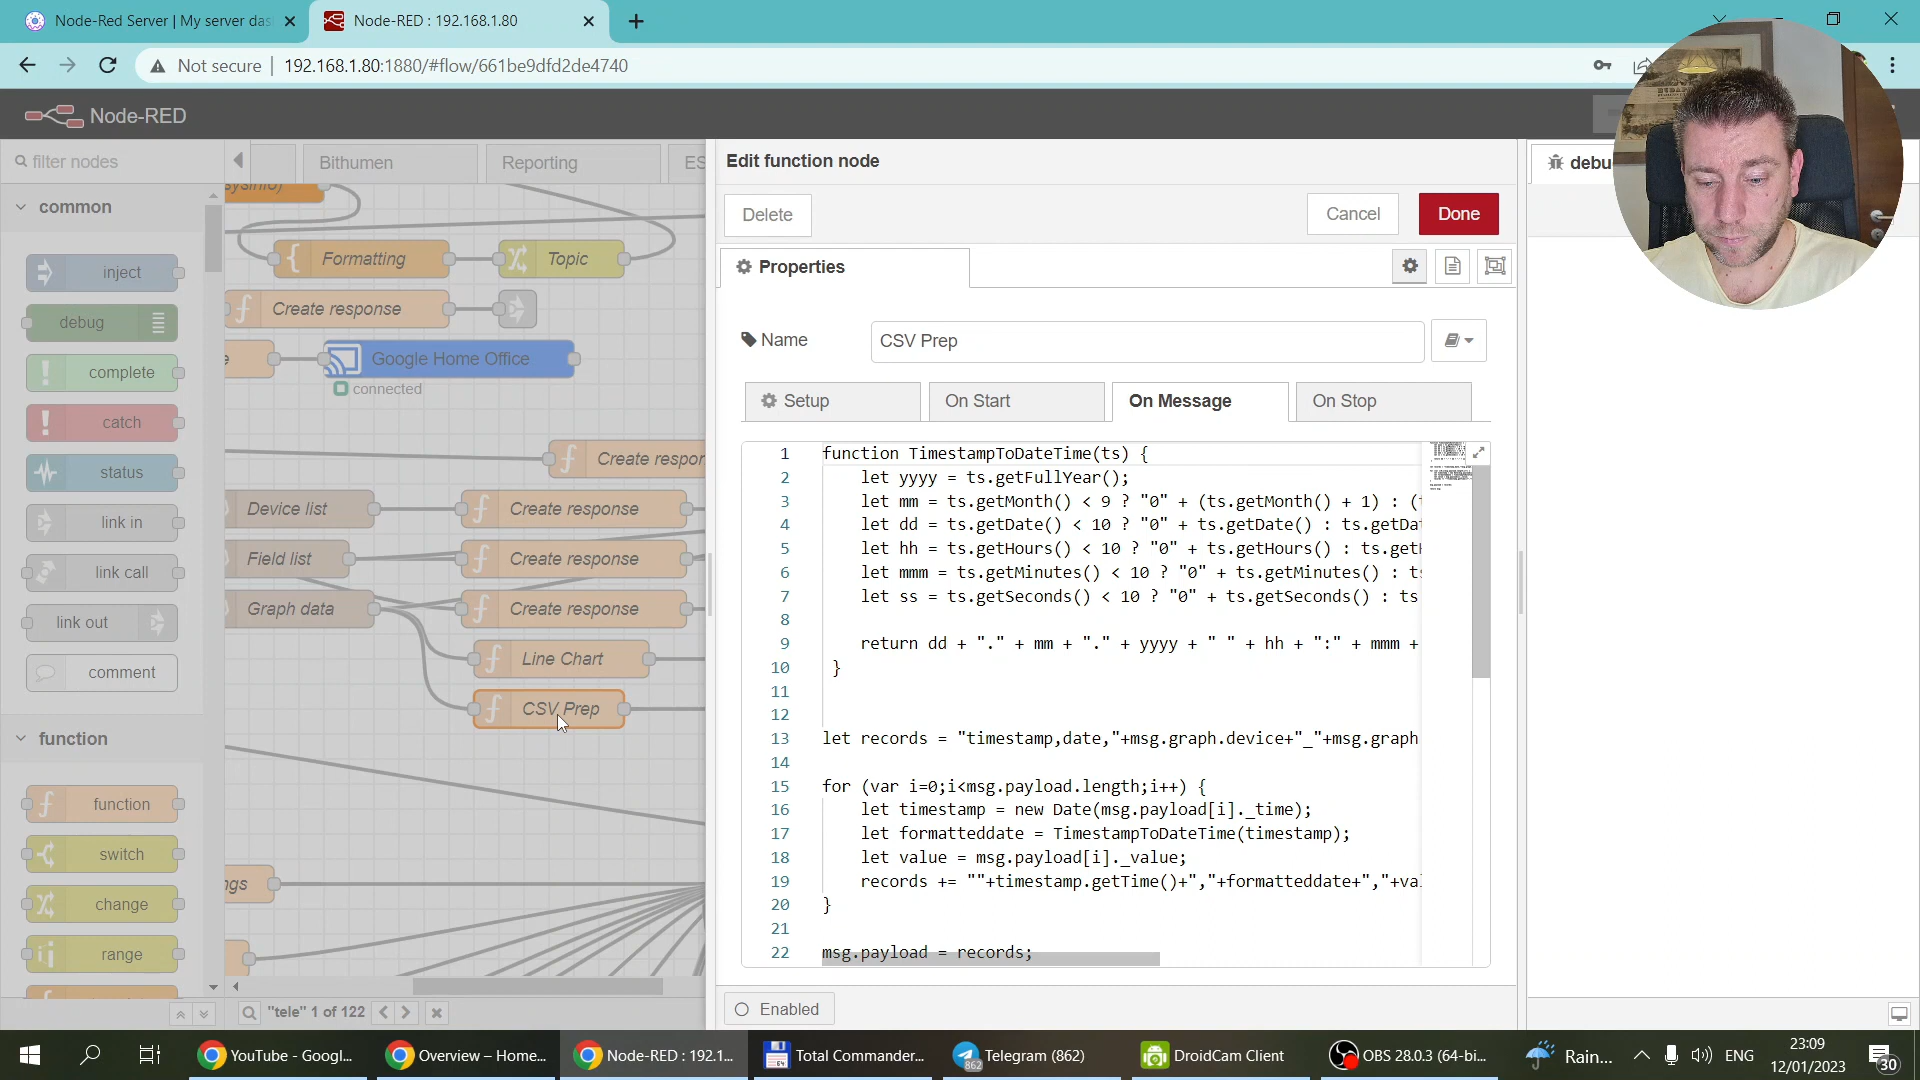 Node-Red Server | My server das
Node-RED : 192.168.1.80
Not secure
192.168.1.80:1880/#flow/661be9dfd2de4740
Node-RED
filter nodes
Bithumen
Reporting
ES
Edit function node
debu
common
Delete
Cancel
Done
inject
Formatting
Topic
Properties
Create response
debug
Name
CSV Prep
Google Home Office
complete
connected
Setup
On Start
On Message
On Stop
catch
Create respor
status
Device list
Create response
link in
Field list
Create response
link call
Graph data
Create response
link out
Line Chart
comment
CSV Prep
function
function
switch
ngs
change
range
1 function TimestampToDateTime(ts) {
2 let yyyy = ts.getFullYear();
3 let mm = ts.getMonth() < 9 ? "0" + (ts.getMonth() + 1) : (
4 let dd = ts.getDate() < 10 ? "0" + ts.getDate() : ts.getDa
5 let hh = ts.getHours() < 10 ? "0" + ts.getHours() : ts.get
6 let mmm = ts.getMinutes() < 10 ? "0" + ts.getMinutes() : ts
7 let ss = ts.getSeconds() < 10 ? "0" + ts.getSeconds() : ts
8
9 return dd + "." + mm + "." + yyyy + " " + hh + ":" + mmm +
10 }
11
12
13 let records = "timestamp,date,"+msg.graph.device+"_"+msg.graph
14
15 for (var i=0;i<msg.payload.length;i++) {
16 let timestamp = new Date(msg.payload[i]._time);
17 let formatteddate = TimestampToDateTime(timestamp);
18 let value = msg.payload[i]._value;
19 records += ""+timestamp.getTime()+","+formatteddate+","+va
20 }
21
22 msg.payload = records;
"tele" 1 of 122
Enabled
YouTube - Googl...
Overview – Home...
Node-RED : 192.1...
Total Commander...
Telegram (862)
DroidCam Client
OBS 28.0.3 (64-bi...
Rain...
ENG
23:09
12/01/2023
30
862